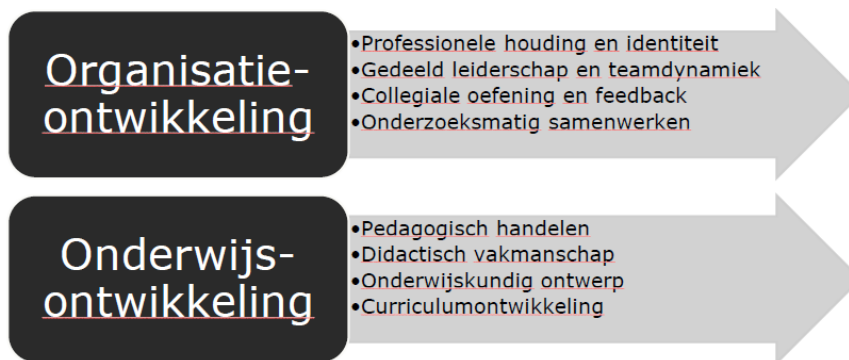 Organisatie-
ontwikkeling
•Professionele houding en identiteit
•Gedeeld leiderschap en teamdynamiek
•Collegiale oefening en feedback
•Onderzoeksmatig samenwerken
Onderwijs-
ontwikkeling
•Pedagogisch handelen
•Didactisch vakmanschap
•Onderwijskundig ontwerp
•Curriculumontwikkeling